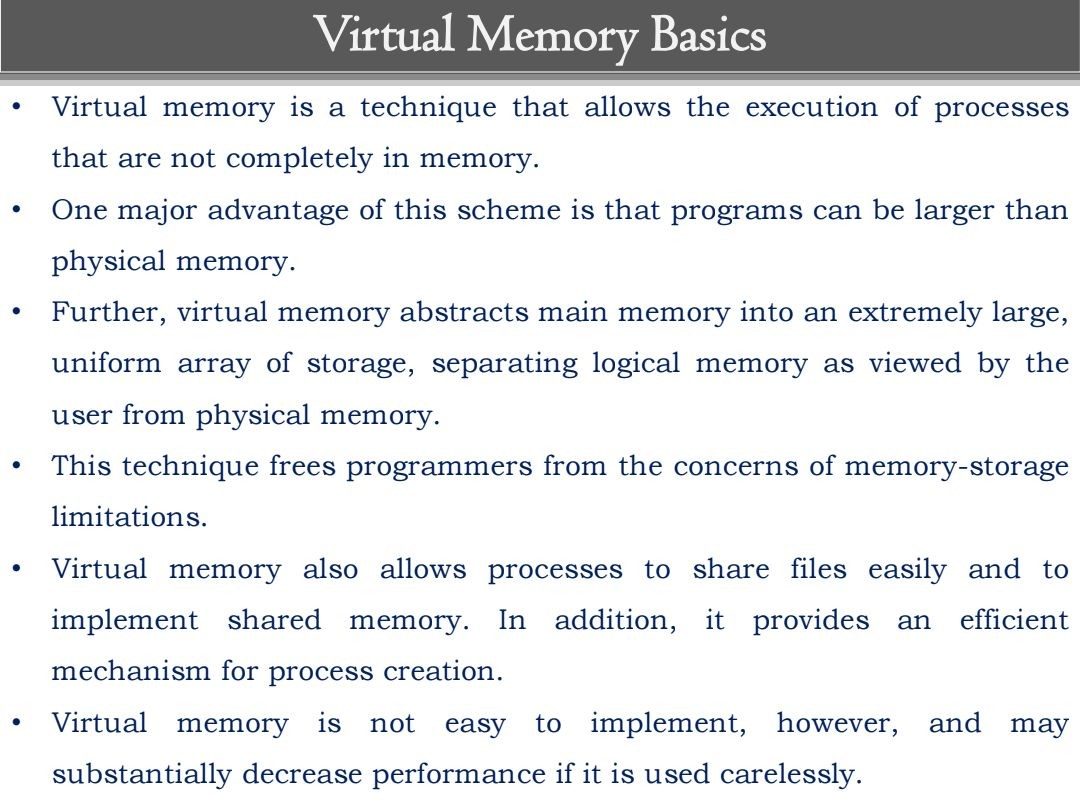 Virtual Memory Basics
• Virtual memory is a technique that allows the execution of processes
that are not completely in memory.
• One major advantage of this scheme is that programs can be larger than
physical memory.
• Further, virtual memory abstracts main memory into an extremely large,
uniform array of storage, separating logical memory as viewed by the
user from physical memory.
• This technique frees programmers from the concerns of memory-storage
limitations.
• Virtual memory also allows processes to share files easily and to
implement shared memory. In addition, it provides an efficient
mechanism for process creation.
• Virtual memory is not easy to implement, however, and may
substantially decrease performance if it is used carelessly.